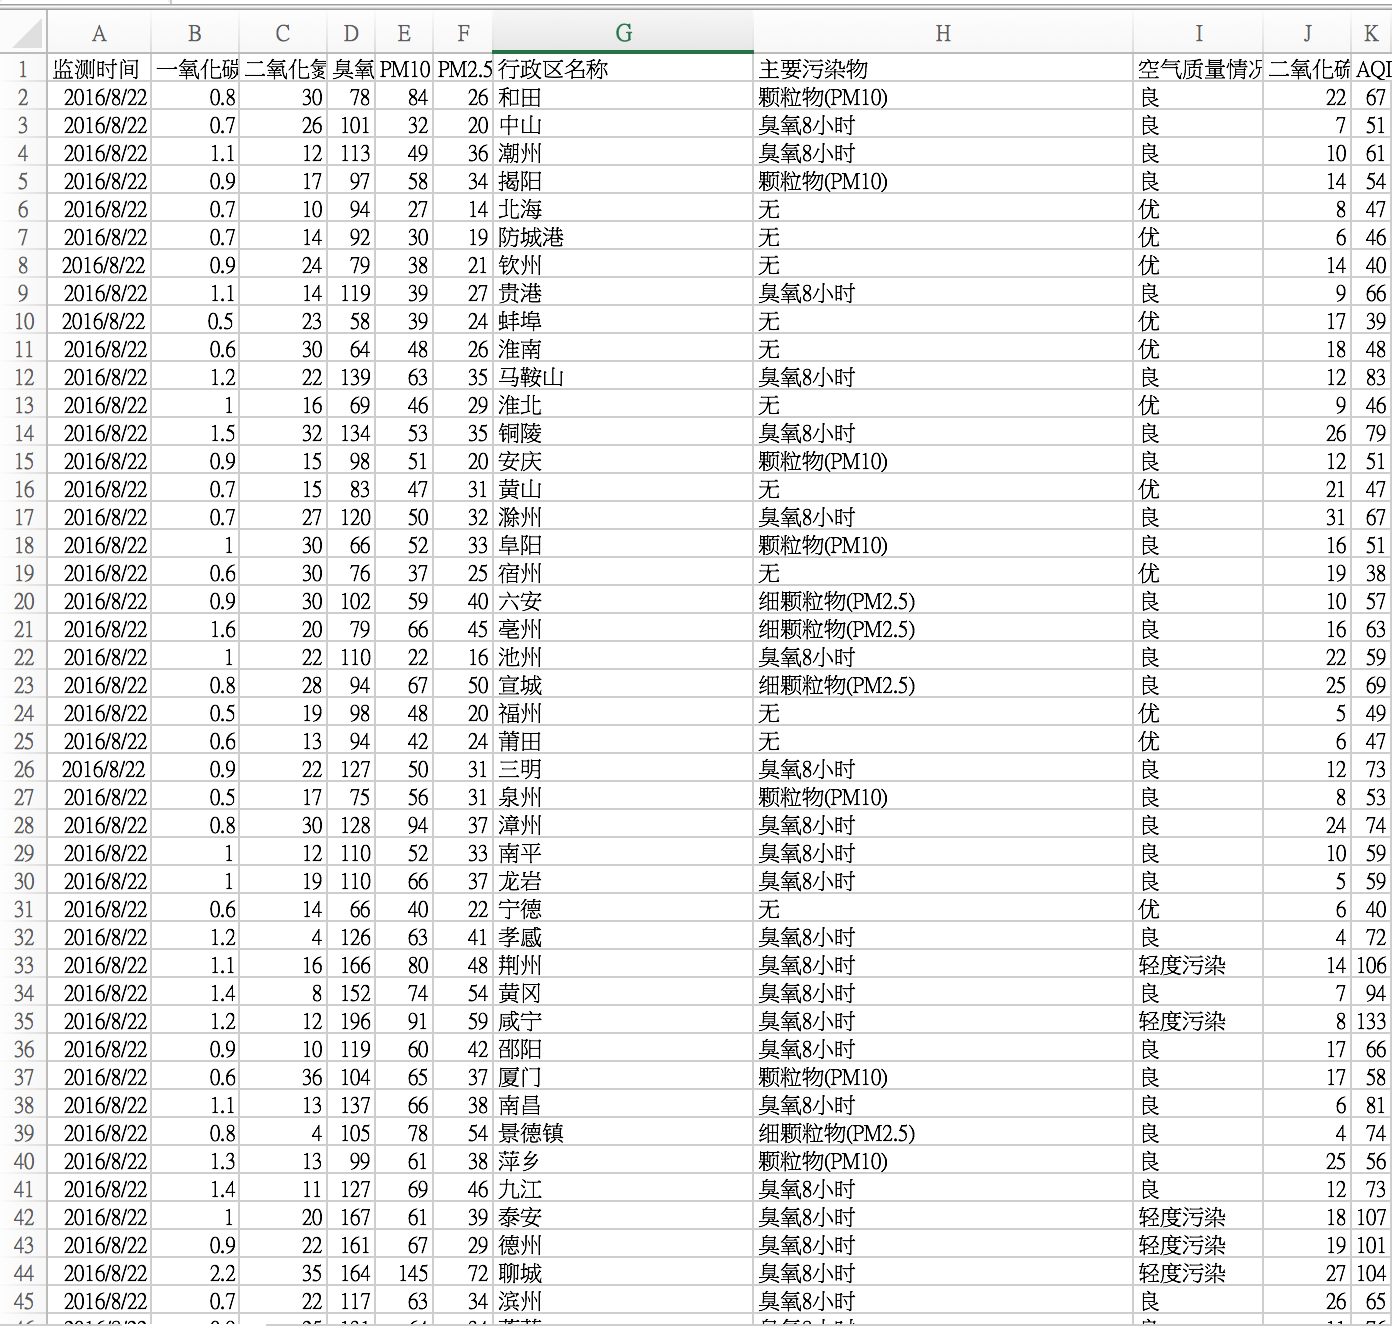 A B C D E F G H I J K
1 监测时间 一氧化碳 二氧化氮 臭氧 PM10 PM2.5 行政区名称 主要污染物 空气质量情况 二氧化硫 AQI
2 2016/8/22 0.8 30 78 84 26 和田 颗粒物(PM10) 良 22 67
3 2016/8/22 0.7 26 101 32 20 中山 臭氧8小时 良 7 51
4 2016/8/22 1.1 12 113 49 36 潮州 臭氧8小时 良 10 61
5 2016/8/22 0.9 17 97 58 34 揭阳 颗粒物(PM10) 良 14 54
6 2016/8/22 0.7 10 94 27 14 北海 无 优 8 47
7 2016/8/22 0.7 14 92 30 19 防城港 无 优 6 46
8 2016/8/22 0.9 24 79 38 21 钦州 无 优 14 40
9 2016/8/22 1.1 14 119 39 27 贵港 臭氧8小时 良 9 66
10 2016/8/22 0.5 23 58 39 24 蚌埠 无 优 17 39
11 2016/8/22 0.6 30 64 48 26 淮南 无 优 18 48
12 2016/8/22 1.2 22 139 63 35 马鞍山 臭氧8小时 良 12 83
13 2016/8/22 1 16 69 46 29 淮北 无 优 9 46
14 2016/8/22 1.5 32 134 53 35 铜陵 臭氧8小时 良 26 79
15 2016/8/22 0.9 15 98 51 20 安庆 颗粒物(PM10) 良 12 51
16 2016/8/22 0.7 15 83 47 31 黄山 无 优 21 47
17 2016/8/22 0.7 27 120 50 32 滁州 臭氧8小时 良 31 67
18 2016/8/22 1 30 66 52 33 阜阳 颗粒物(PM10) 良 16 51
19 2016/8/22 0.6 30 76 37 25 宿州 无 优 19 38
20 2016/8/22 0.9 30 102 59 40 六安 细颗粒物(PM2.5) 良 10 57
21 2016/8/22 1.6 20 79 66 45 亳州 细颗粒物(PM2.5) 良 16 63
22 2016/8/22 1 22 110 22 16 池州 臭氧8小时 良 22 59
23 2016/8/22 0.8 28 94 67 50 宣城 细颗粒物(PM2.5) 良 25 69
24 2016/8/22 0.5 19 98 48 20 福州 无 优 5 49
25 2016/8/22 0.6 13 94 42 24 莆田 无 优 6 47
26 2016/8/22 0.9 22 127 50 31 三明 臭氧8小时 良 12 73
27 2016/8/22 0.5 17 75 56 31 泉州 颗粒物(PM10) 良 8 53
28 2016/8/22 0.8 30 128 94 37 漳州 臭氧8小时 良 24 74
29 2016/8/22 1 12 110 52 33 南平 臭氧8小时 良 10 59
30 2016/8/22 1 19 110 66 37 龙岩 臭氧8小时 良 5 59
31 2016/8/22 0.6 14 66 40 22 宁德 无 优 6 40
32 2016/8/22 1.2 4 126 63 41 孝感 臭氧8小时 良 4 72
33 2016/8/22 1.1 16 166 80 48 荆州 臭氧8小时 轻度污染 14 106
34 2016/8/22 1.4 8 152 74 54 黄冈 臭氧8小时 良 7 94
35 2016/8/22 1.2 12 196 91 59 咸宁 臭氧8小时 轻度污染 8 133
36 2016/8/22 0.9 10 119 60 42 邵阳 臭氧8小时 良 17 66
37 2016/8/22 0.6 36 104 65 37 厦门 颗粒物(PM10) 良 17 58
38 2016/8/22 1.1 13 137 66 38 南昌 臭氧8小时 良 6 81
39 2016/8/22 0.8 4 105 78 54 景德镇 细颗粒物(PM2.5) 良 4 74
40 2016/8/22 1.3 13 99 61 38 萍乡 颗粒物(PM10) 良 25 56
41 2016/8/22 1.4 11 127 69 46 九江 臭氧8小时 良 12 73
42 2016/8/22 1 20 167 61 39 泰安 臭氧8小时 轻度污染 18 107
43 2016/8/22 0.9 22 161 67 29 德州 臭氧8小时 轻度污染 19 101
44 2016/8/22 2.2 35 164 145 72 聊城 臭氧8小时 轻度污染 27 104
45 2016/8/22 0.7 22 117 63 34 滨州 臭氧8小时 良 26 65